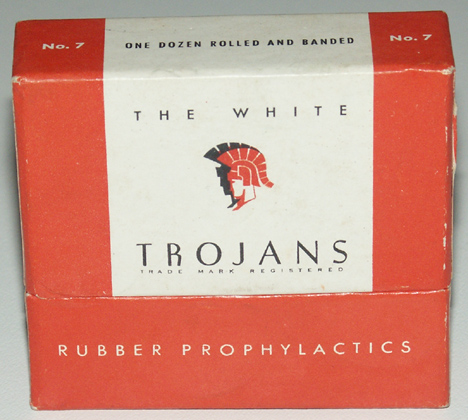 No. 7 ONE DOZEN ROLLED AND BANDED No. 7
THE WHITE
TROJANS
TRADE MARK REGISTERED
RUBBER PROPHYLACTICS